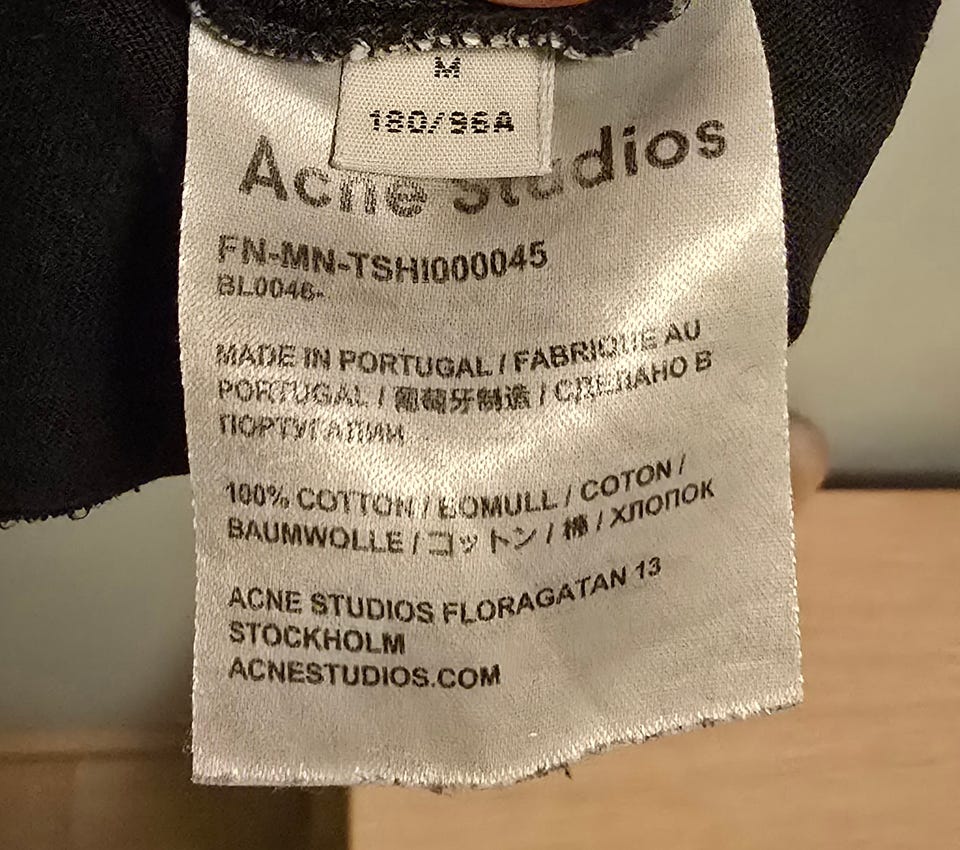 M
180/96A
Acne Studios
FN-MN-TSHI000045
BL0046-
MADE IN PORTUGAL / FABRIQUE AU
PORTUGAL / 葡萄牙制造 / СДЕЛАНО В
ПОРТУГАЛИИ
100% COTTON / BOMULL / COTON /
BAUMWOLLE / コットン / 棉 / ХЛОПОК
ACNE STUDIOS FLORAGATAN 13
STOCKHOLM
ACNESTUDIOS.COM